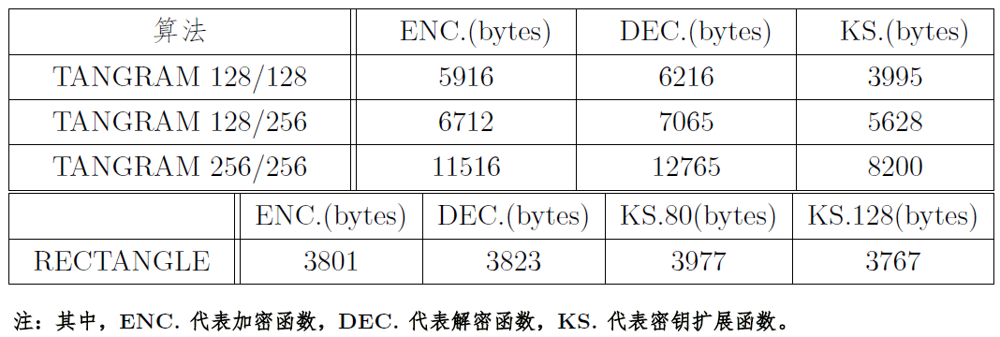 算法 ENC.(bytes) DEC.(bytes) KS.(bytes)
TANGRAM 128/128 5916 6216 3995
TANGRAM 128/256 6712 7065 5628
TANGRAM 256/256 11516 12765 8200
ENC.(bytes) DEC.(bytes) KS.80(bytes) KS.128(bytes)
RECTANGLE 3801 3823 3977 3767
注：其中，ENC. 代表加密函数，DEC. 代表解密函数，KS. 代表密钥扩展函数。